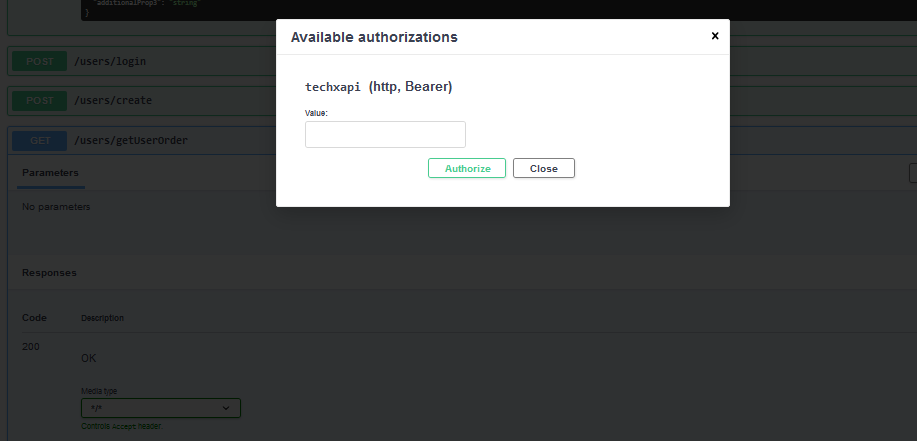 "additionalProp3": "string"
}
Available authorizations
×
POST /users/login
techxapi (http, Bearer)
POST /users/create
Value:
GET /users/getUserOrder
Authorize Close
Parameters
No parameters
Responses
Code Description
200
OK
Media type
*/*
Controls Accept header.